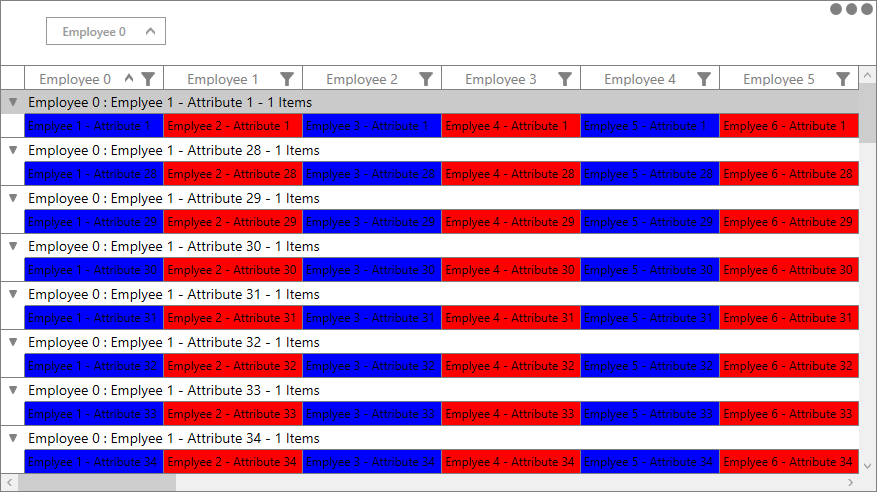 Employee 0
Employee 0 Employee 1 Employee 2 Employee 3 Employee 4 Employee 5
Employee 0 : Emplyee 1 - Attribute 1 - 1 Items
Emplyee 1 - Attribute 1 Emplyee 2 - Attribute 1 Emplyee 3 - Attribute 1 Emplyee 4 - Attribute 1 Emplyee 5 - Attribute 1 Emplyee 6 - Attribute 1
Employee 0 : Emplyee 1 - Attribute 28 - 1 Items
Emplyee 1 - Attribute 28 Emplyee 2 - Attribute 28 Emplyee 3 - Attribute 28 Emplyee 4 - Attribute 28 Emplyee 5 - Attribute 28 Emplyee 6 - Attribute 28
Employee 0 : Emplyee 1 - Attribute 29 - 1 Items
Emplyee 1 - Attribute 29 Emplyee 2 - Attribute 29 Emplyee 3 - Attribute 29 Emplyee 4 - Attribute 29 Emplyee 5 - Attribute 29 Emplyee 6 - Attribute 29
Employee 0 : Emplyee 1 - Attribute 30 - 1 Items
Emplyee 1 - Attribute 30 Emplyee 2 - Attribute 30 Emplyee 3 - Attribute 30 Emplyee 4 - Attribute 30 Emplyee 5 - Attribute 30 Emplyee 6 - Attribute 30
Employee 0 : Emplyee 1 - Attribute 31 - 1 Items
Emplyee 1 - Attribute 31 Emplyee 2 - Attribute 31 Emplyee 3 - Attribute 31 Emplyee 4 - Attribute 31 Emplyee 5 - Attribute 31 Emplyee 6 - Attribute 31
Employee 0 : Emplyee 1 - Attribute 32 - 1 Items
Emplyee 1 - Attribute 32 Emplyee 2 - Attribute 32 Emplyee 3 - Attribute 32 Emplyee 4 - Attribute 32 Emplyee 5 - Attribute 32 Emplyee 6 - Attribute 32
Employee 0 : Emplyee 1 - Attribute 33 - 1 Items
Emplyee 1 - Attribute 33 Emplyee 2 - Attribute 33 Emplyee 3 - Attribute 33 Emplyee 4 - Attribute 33 Emplyee 5 - Attribute 33 Emplyee 6 - Attribute 33
Employee 0 : Emplyee 1 - Attribute 34 - 1 Items
Emplyee 1 - Attribute 34 Emplyee 2 - Attribute 34 Emplyee 3 - Attribute 34 Emplyee 4 - Attribute 34 Emplyee 5 - Attribute 34 Emplyee 6 - Attribute 34